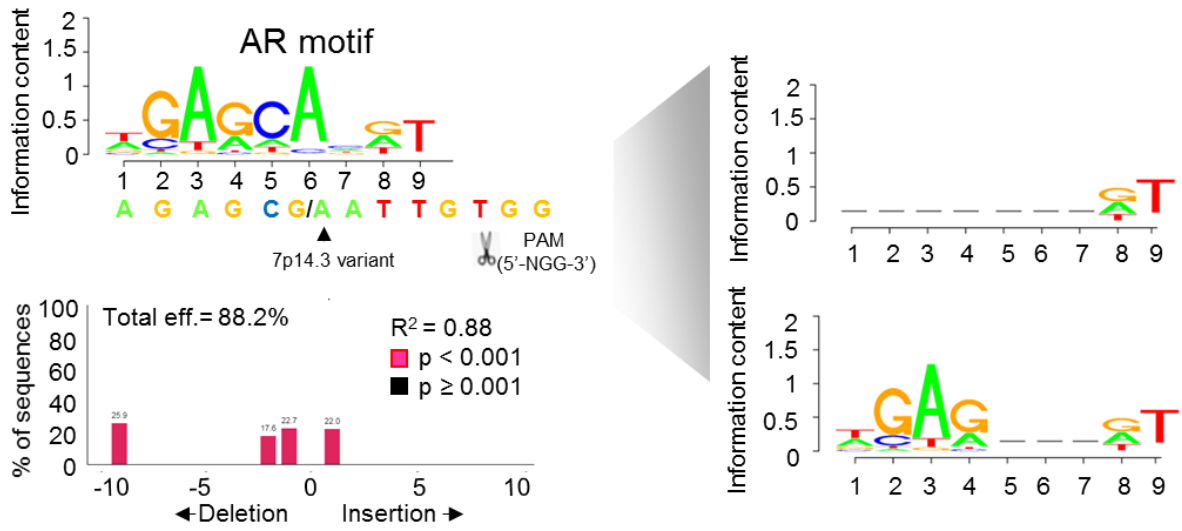 AR motif
Information content
2
1.5
1
0.5
0
1 2 3 4 5 6 7 8 9
A G A G C G/A A T T G T G G
7p14.3 variant
PAM
(5'-NGG-3')
% of sequences
100
80
60
40
20
0
Total eff.= 88.2%
R² = 0.88
p < 0.001
p ≥ 0.001
25.9
17.6
22.7
22.0
-10 -5 0 5 10
Deletion Insertion
Information content
2
1.5
1
0.5
0
G
A
T
T
1 2 3 4 5 6 7 8 9
Information content
2
1.5
1
0.5
0
T G A G G T
A C T A A
1 2 3 4 5 6 7 8 9